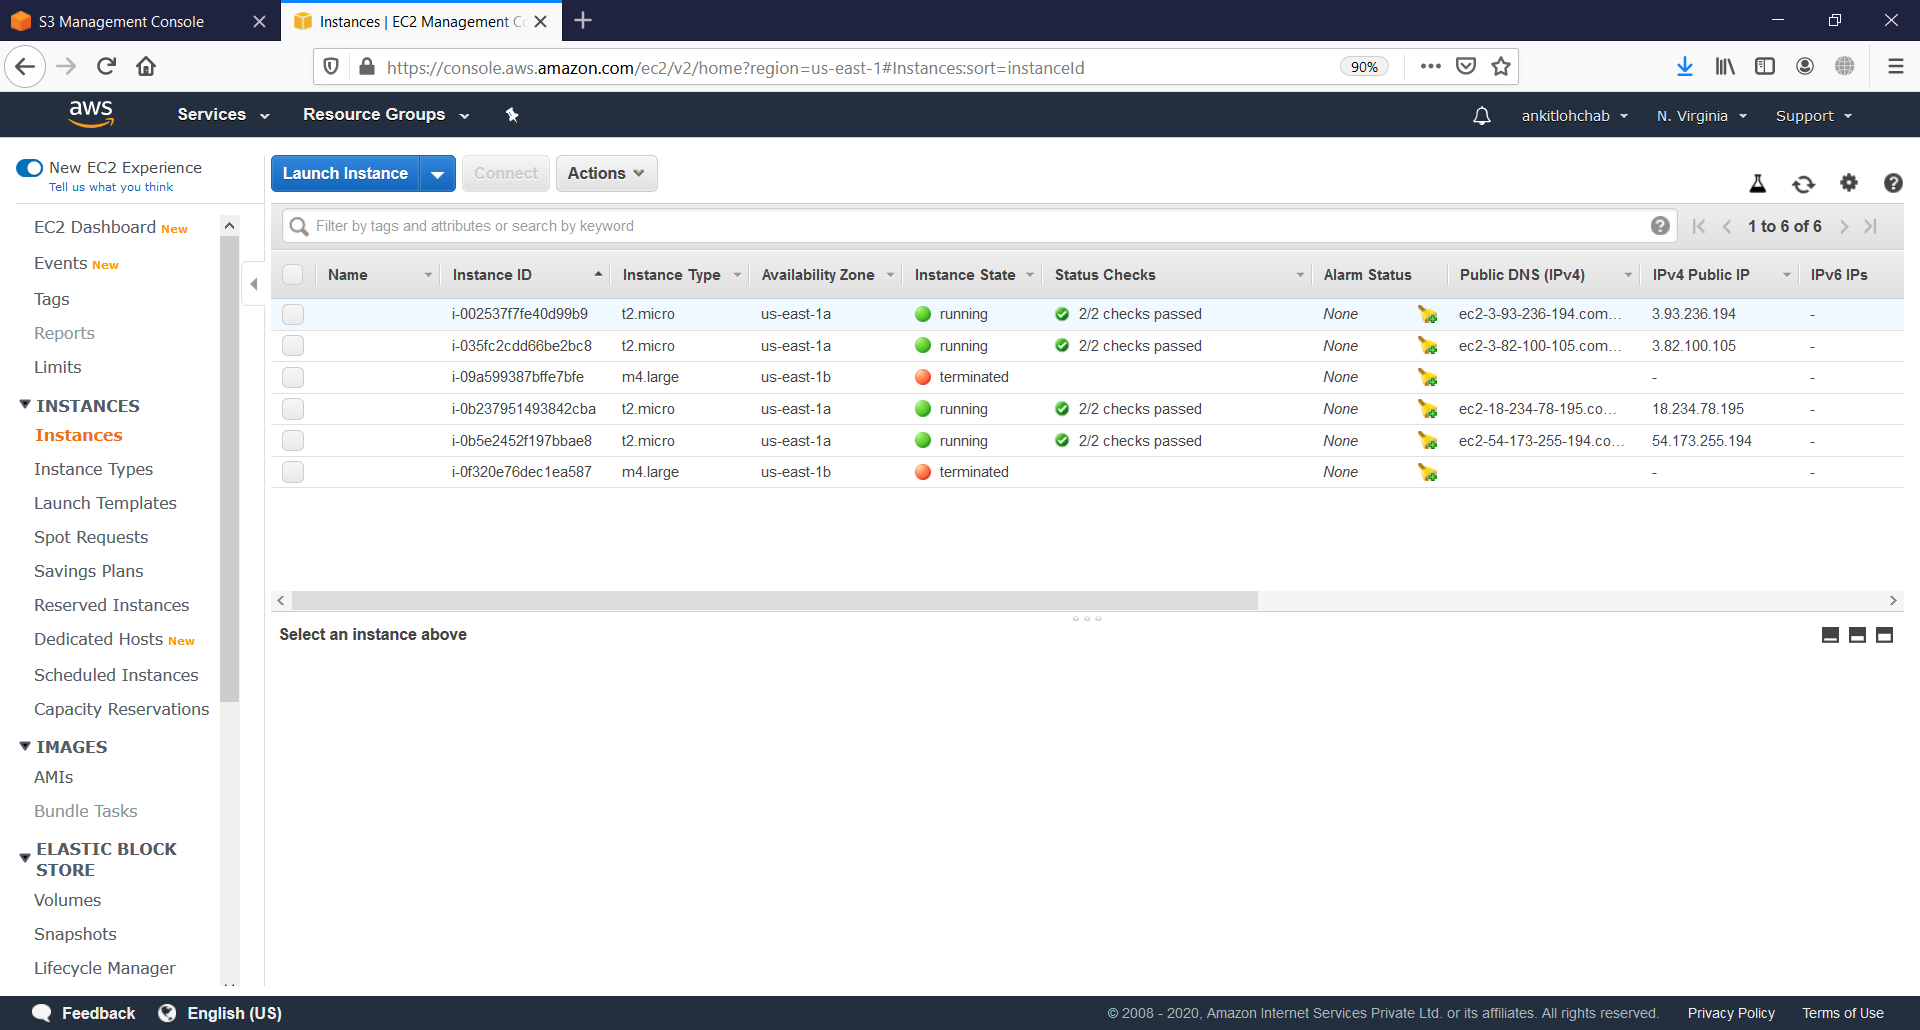 S3 Management Console
Instances | EC2 Management C
https://console.aws.amazon.com/ec2/v2/home?region=us-east-1#Instances:sort=instanceId
90%
aws
Services
Resource Groups
ankitlohchab
N. Virginia
Support
New EC2 Experience
Tell us what you think
EC2 Dashboard New
Events New
Tags
Reports
Limits
INSTANCES
Instances
Instance Types
Launch Templates
Spot Requests
Savings Plans
Reserved Instances
Dedicated Hosts New
Scheduled Instances
Capacity Reservations
IMAGES
AMIs
Bundle Tasks
ELASTIC BLOCK
STORE
Volumes
Snapshots
Lifecycle Manager
Launch Instance
Connect
Actions
Filter by tags and attributes or search by keyword
1 to 6 of 6
Name Instance ID Instance Type Availability Zone Instance State Status Checks Alarm Status Public DNS (IPv4) IPv4 Public IP IPv6 IPs
i-002537f7fe40d99b9 t2.micro us-east-1a running 2/2 checks passed None ec2-3-93-236-194.com... 3.93.236.194 -
i-035fc2cdd66be2bc8 t2.micro us-east-1a running 2/2 checks passed None ec2-3-82-100-105.com... 3.82.100.105 -
i-09a599387bffe7bfe m4.large us-east-1b terminated None - -
i-0b237951493842cba t2.micro us-east-1a running 2/2 checks passed None ec2-18-234-78-195.co... 18.234.78.195 -
i-0b5e2452f197bbae8 t2.micro us-east-1a running 2/2 checks passed None ec2-54-173-255-194.co... 54.173.255.194 -
i-0f320e76dec1ea587 m4.large us-east-1b terminated None - -
Select an instance above
Feedback
English (US)
© 2008 - 2020, Amazon Internet Services Private Ltd. or its affiliates. All rights reserved.
Privacy Policy
Terms of Use